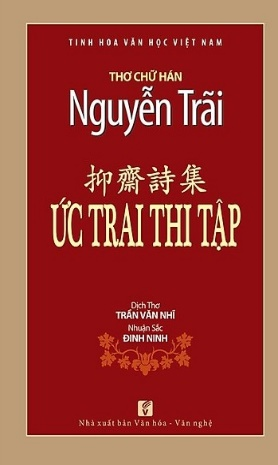 TINH HOA VĂN HỌC VIỆT NAM
THƠ CHỮ HÁN
Nguyễn Trãi
抑齋詩集
ỨC TRAI THI TẬP
Dịch Thơ
TRẦN VĂN NHĨ
Nhuận Sắc
ĐINH NINH
Nhà xuất bản Văn hóa - Văn nghệ